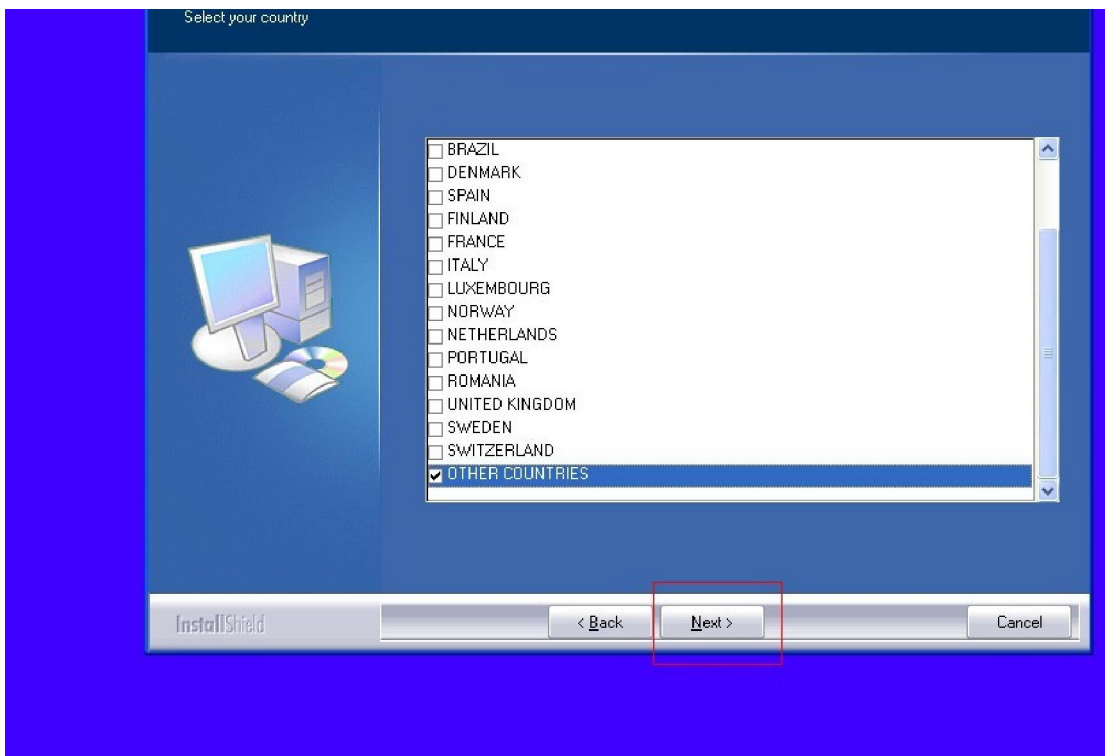 Select your country
BRAZIL
DENMARK
SPAIN
FINLAND
FRANCE
ITALY
LUXEMBOURG
NORWAY
NETHERLANDS
PORTUGAL
ROMANIA
UNITED KINGDOM
SWEDEN
SWITZERLAND
OTHER COUNTRIES
InstallShield
< Back
Next >
Cancel